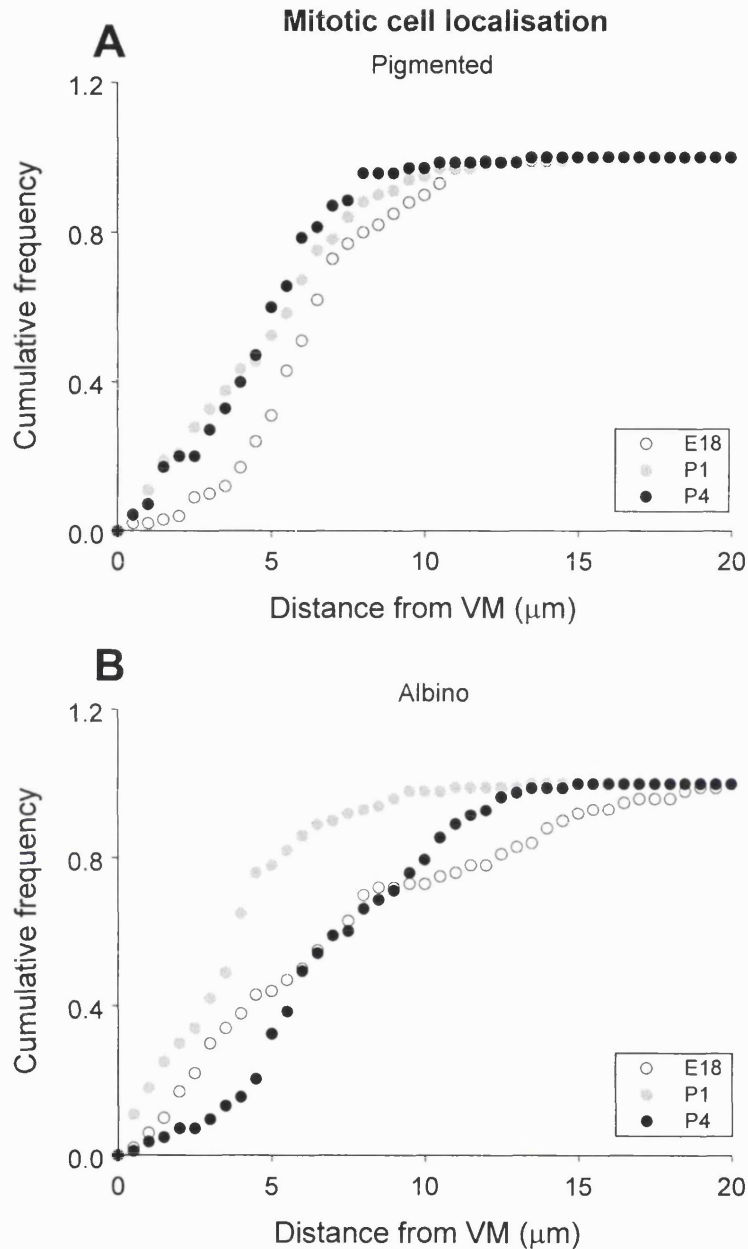 Mitotic cell localisation
A
Pigmented
1.2
0.8
0.4
0.0
Cumulative frequency
E18
P1
P4
0 5 10 15 20
Distance from VM (μm)
B
Albino
1.2
0.8
0.4
0.0
Cumulative frequency
E18
P1
P4
0 5 10 15 20
Distance from VM (μm)